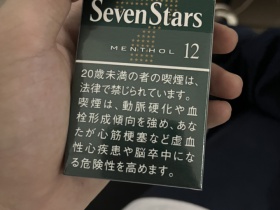 Seven Stars
MENTHOL 12
20歳未満の者の喫煙は、
法律で禁じられています。
喫煙は、動脈硬化や血
栓形成傾向を強め、あな
たが心筋梗塞など虚血
性心疾患や脳卒中にな
る危険性を高めます。